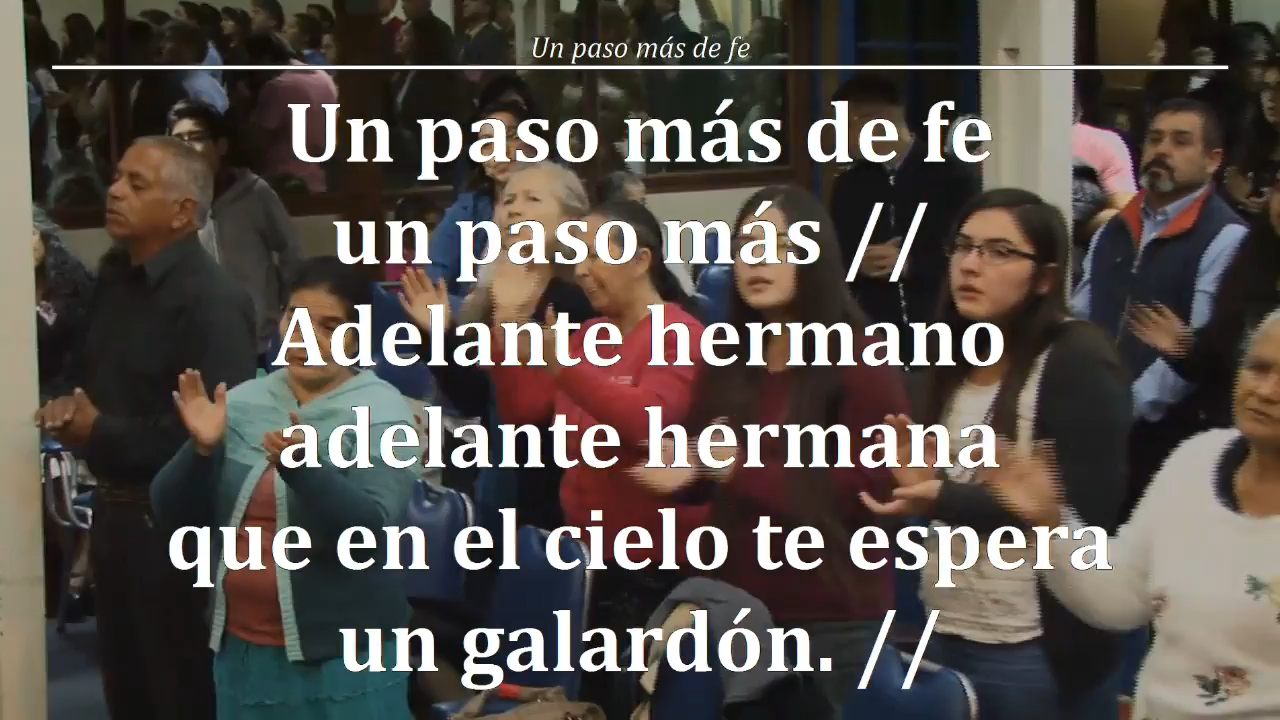 Un paso más de fe
Un paso más de fe
un paso más //
Adelante hermano
adelante hermana
que en el cielo te espera
un galardón. //